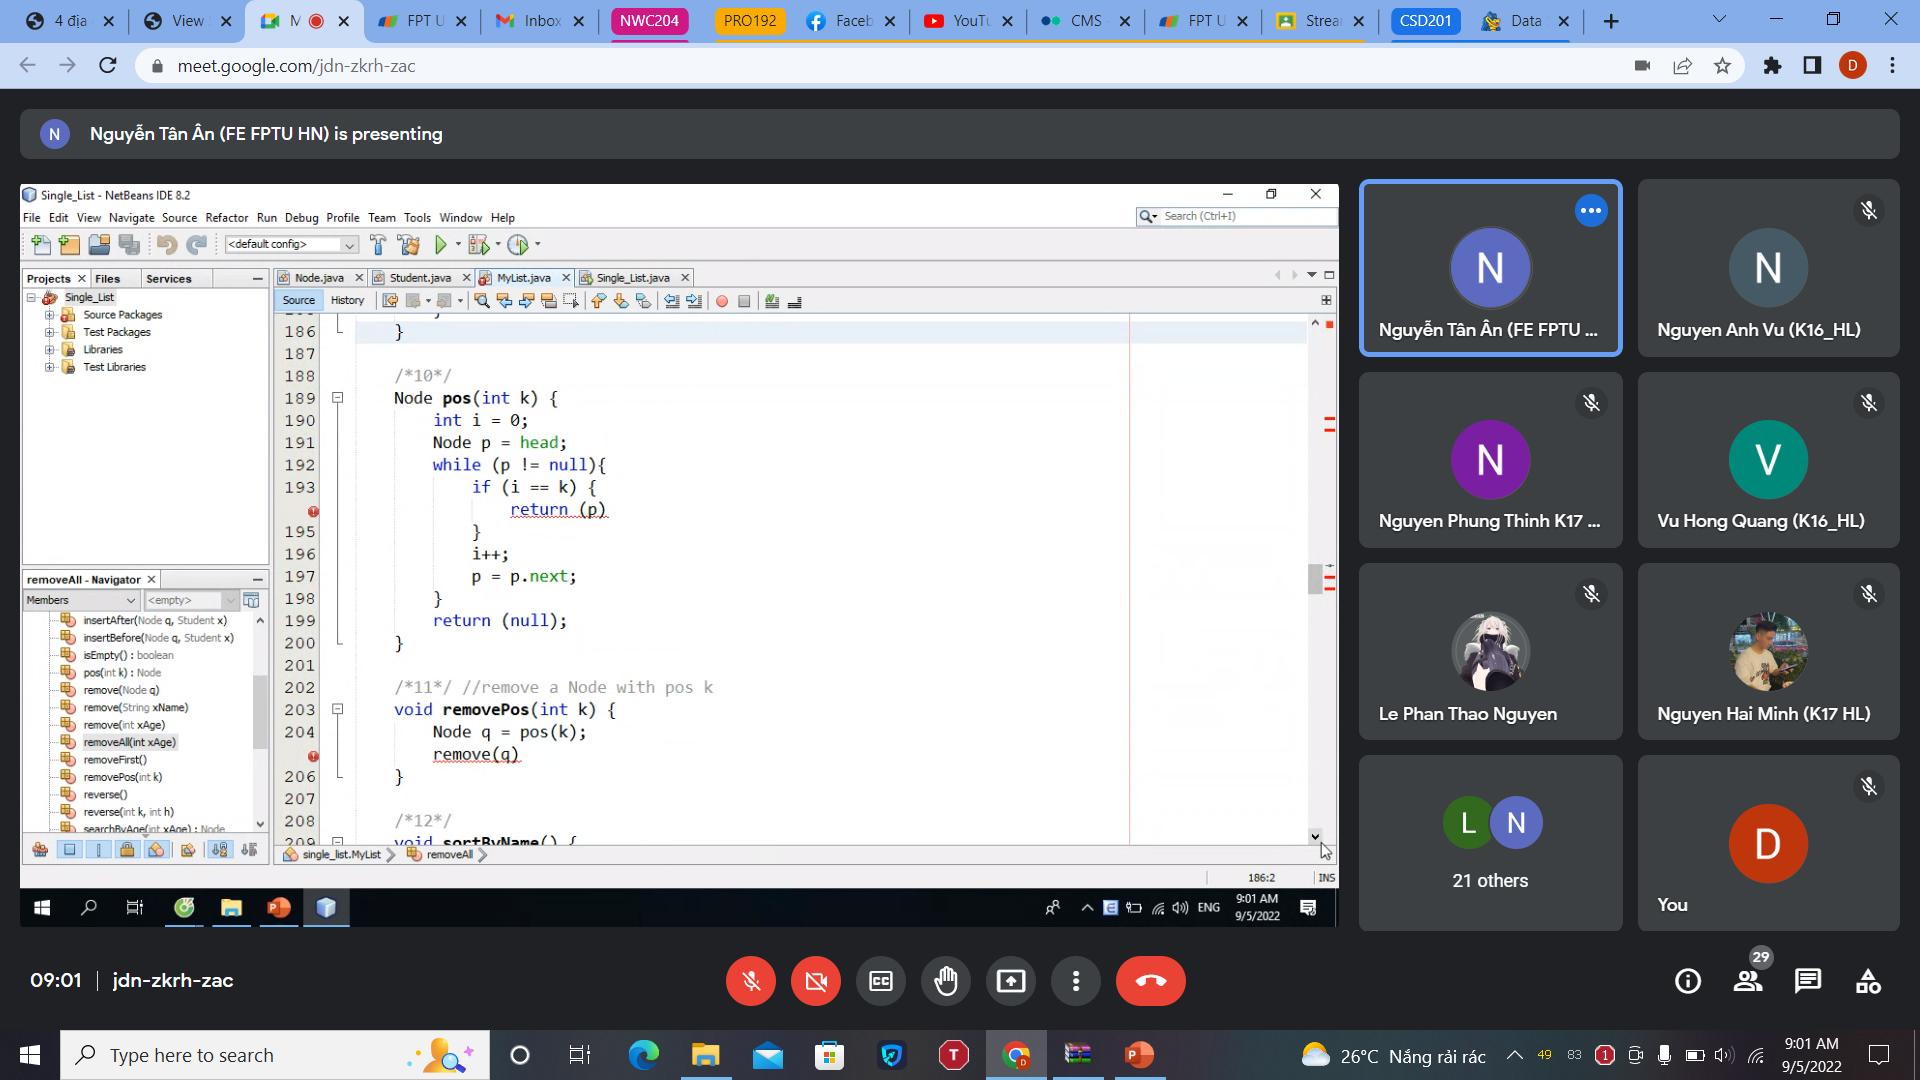 4 địa
View
M
FPT U
Inbox
NWC204
PRO192
Faceb
YouTu
CMS
FPT U
Strea
CSD201
Data
meet.google.com/jdn-zkrh-zac
D
N
Nguyễn Tân Ân (FE FPTU HN) is presenting
Single_List - NetBeans IDE 8.2
File Edit View Navigate Source Refactor Run Debug Profile Team Tools Window Help
Search (Ctrl+I)
<default config>
Projects Files Services
Node.java Student.java MyList.java Single_List.java
Single_List
Source Packages
Test Packages
Libraries
Test Libraries
Source History
186 }
187
188 /*10*/
189 Node pos(int k) {
190 int i = 0;
191 Node p = head;
192 while (p != null){
193 if (i == k) {
return (p)
195 }
196 i++;
197 p = p.next;
198 }
199 return (null);
200 }
201
202 /*11*/ //remove a Node with pos k
203 void removePos(int k) {
204 Node q = pos(k);
remove(q)
206 }
207
208 /*12*/
209 void sortByName() {
removeAll - Navigator
Members <empty>
insertAfter(Node q, Student x)
insertBefore(Node q, Student x)
isEmpty() : boolean
pos(int k) : Node
remove(Node q)
remove(String xName)
remove(int xAge)
removeAll(int xAge)
removeFirst()
removePos(int k)
reverse()
reverse(int k, int h)
searchByAge(int xAge) : Node
single_list.MyList removeAll
186:2 INS
ENG
9:01 AM
9/5/2022
N
Nguyễn Tân Ân (FE FPTU ...
N
Nguyen Anh Vu (K16_HL)
N
Nguyen Phung Thinh K17 ...
V
Vu Hong Quang (K16_HL)
Le Phan Thao Nguyen
Nguyen Hai Minh (K17 HL)
L N
21 others
D
You
09:01 | jdn-zkrh-zac
CC
29
Type here to search
T
26°C Nắng rải rác
49 83 1
9:01 AM
9/5/2022